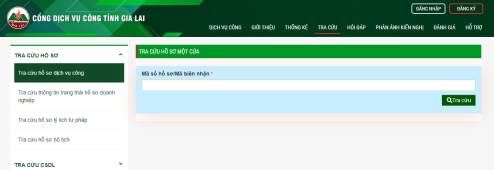 ĐĂNG NHẬP ĐĂNG KÝ
CỔNG DỊCH VỤ CÔNG TỈNH GIA LAI
DỊCH VỤ CÔNG GIỚI THIỆU THỐNG KÊ TRA CỨU HỎI ĐÁP PHẢN ÁNH KIẾN NGHỊ ĐÁNH GIÁ HỖ TRỢ
TRA CỨU HỒ SƠ
Tra cứu hồ sơ dịch vụ công
Tra cứu thông tin trạng thái hồ sơ doanh
nghiệp
Tra cứu hồ sơ lý lịch tư pháp
Tra cứu hồ sơ hộ tịch
TRA CỨU CSDL
TRA CỨU HỒ SƠ MỘT CỬA
Mã số hồ sơ/Mã biên nhận *
Tra cứu